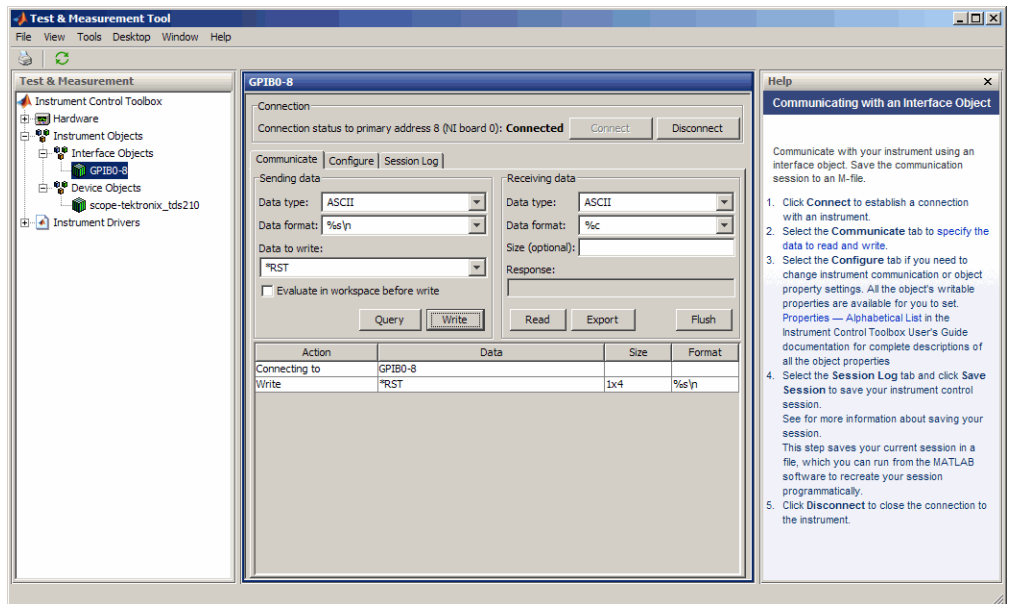 Test & Measurement Tool
File View Tools Desktop Window Help
Test & Measurement
Instrument Control Toolbox
Hardware
Instrument Objects
Interface Objects
GPIB0-8
Device Objects
scope-tektronix_tds210
Instrument Drivers
GPIB0-8
Connection
Connection status to primary address 8 (NI board 0): Connected Connect Disconnect
Communicate Configure Session Log
Sending data
Data type: ASCII
Data format: %s\n
Data to write:
*RST
Evaluate in workspace before write
Query Write
Receiving data
Data type: ASCII
Data format: %c
Size (optional):
Response:
Read Export Flush
Action Data Size Format
Connecting to GPIB0-8
Write *RST 1x4 %s\n
Help
Communicating with an Interface Object
Communicate with your instrument using an
interface object. Save the communication
session to an M-file.
1. Click Connect to establish a connection
with an instrument.
2. Select the Communicate tab to specify the
data to read and write.
3. Select the Configure tab if you need to
change instrument communication or object
property settings. All the object's writable
properties are available for you to set.
Properties — Alphabetical List in the
Instrument Control Toolbox User's Guide
documentation for complete descriptions of
all the object properties
4. Select the Session Log tab and click Save
Session to save your instrument control
session.
See for more information about saving your
session.
This step saves your current session in a
file, which you can run from the MATLAB
software to recreate your session
programmatically.
5. Click Disconnect to close the connection to
the instrument.